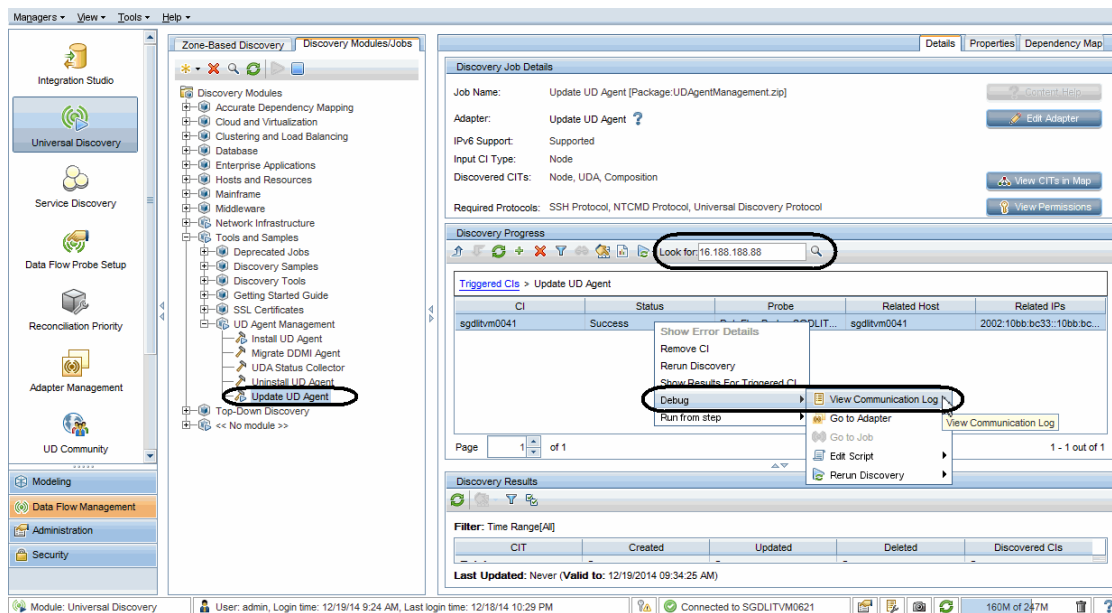 Managers View Tools Help
Integration Studio
Universal Discovery
Service Discovery
Data Flow Probe Setup
Reconciliation Priority
Adapter Management
UD Community
Modeling
Data Flow Management
Administration
Security
Zone-Based Discovery Discovery Modules/Jobs
Discovery Modules
Accurate Dependency Mapping
Cloud and Virtualization
Clustering and Load Balancing
Database
Enterprise Applications
Hosts and Resources
Mainframe
Middleware
Network Infrastructure
Tools and Samples
Deprecated Jobs
Discovery Samples
Discovery Tools
Getting Started Guide
SSL Certificates
UD Agent Management
Install UD Agent
Migrate DDMI Agent
UDA Status Collector
Uninstall UD Agent
Update UD Agent
Top-Down Discovery
<< No module >>
Details Properties Dependency Map
Discovery Job Details
Job Name: Update UD Agent [Package:UDAgentManagement.zip]
? Content Help
Adapter: Update UD Agent ?
Edit Adapter
IPv6 Support: Supported
Input CI Type: Node
Discovered CITs: Node, UDA, Composition
View CITs in Map
Required Protocols: SSH Protocol, NTCMD Protocol, Universal Discovery Protocol
View Permissions
Discovery Progress
Look for: 16.188.188.88
Triggered CIs > Update UD Agent
CI Status Probe Related Host Related IPs
sgdlitvm0041 Success sgdlitvm0041 2002:10bb:bc33::10bb:bc...
Show Error Details
Remove CI
Rerun Discovery
Show Results For Triggered CI
Debug
Run from step
View Communication Log
Go to Adapter
Go to Job
Edit Script
Rerun Discovery
View Communication Log
Page 1 of 1
1 - 1 out of 1
Discovery Results
Filter: Time Range[All]
CIT Created Updated Deleted Discovered CIs
Last Updated: Never (Valid to: 12/19/2014 09:34:25 AM)
Module: Universal Discovery User: admin, Login time: 12/19/14 9:24 AM, Last login time: 12/18/14 10:29 PM Connected to SGDLITVM0621 160M of 247M ?